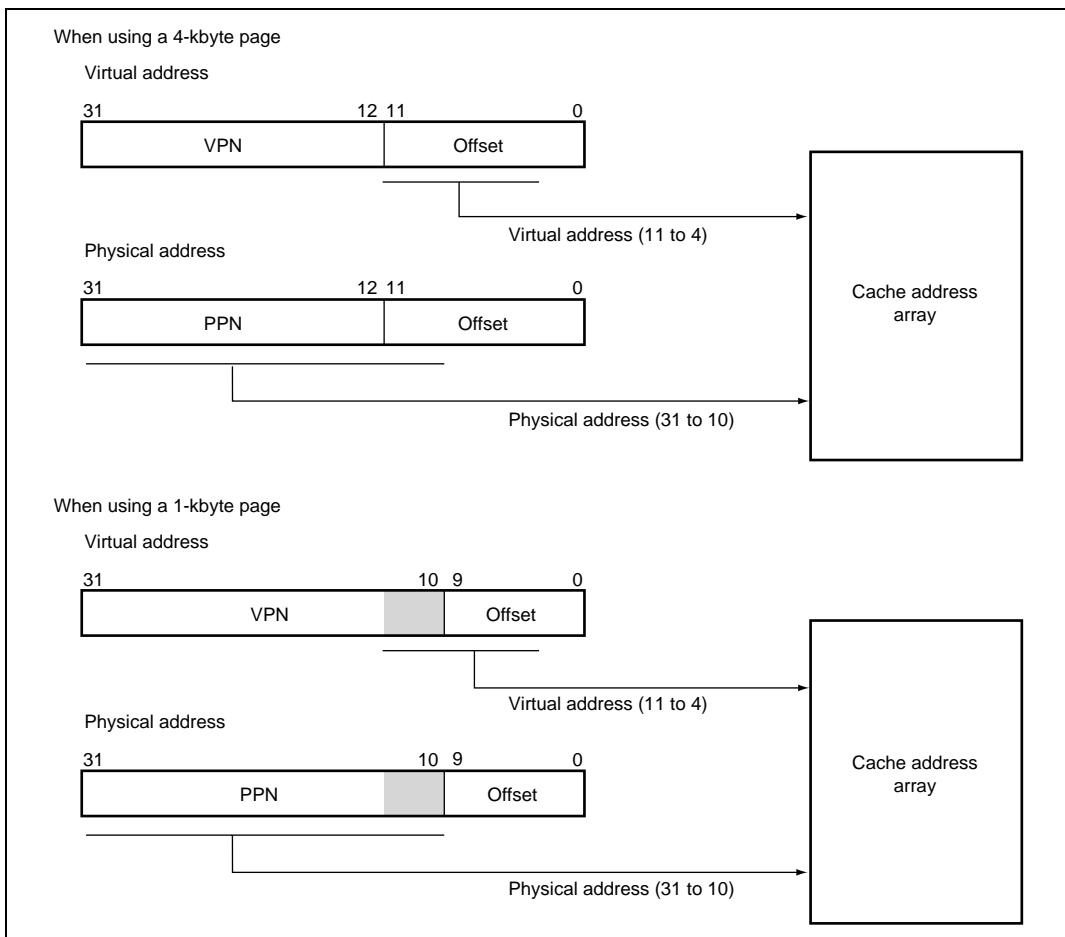 When using a 4-kbyte page
Virtual address
31 12 11 0
VPN Offset
Virtual address (11 to 4)
Physical address
31 12 11 0
PPN Offset
Physical address (31 to 10)
Cache address
array
When using a 1-kbyte page
Virtual address
31 10 9 0
VPN Offset
Virtual address (11 to 4)
Physical address
31 10 9 0
PPN Offset
Physical address (31 to 10)
Cache address
array